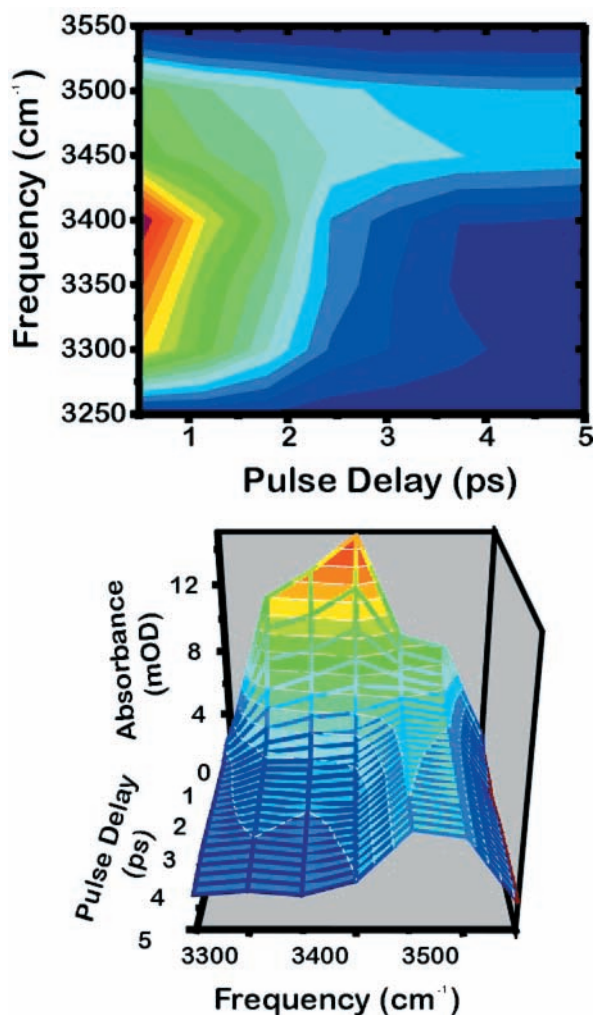 3550
3500
3450
3400
3350
3300
3250
Frequency (cm⁻¹)
1 2 3 4 5
Pulse Delay (ps)
12
8
4
Absorbance
(mOD)
0
1
2
3
4
5
Pulse Delay
(ps)
3300 3400 3500
Frequency (cm⁻¹)